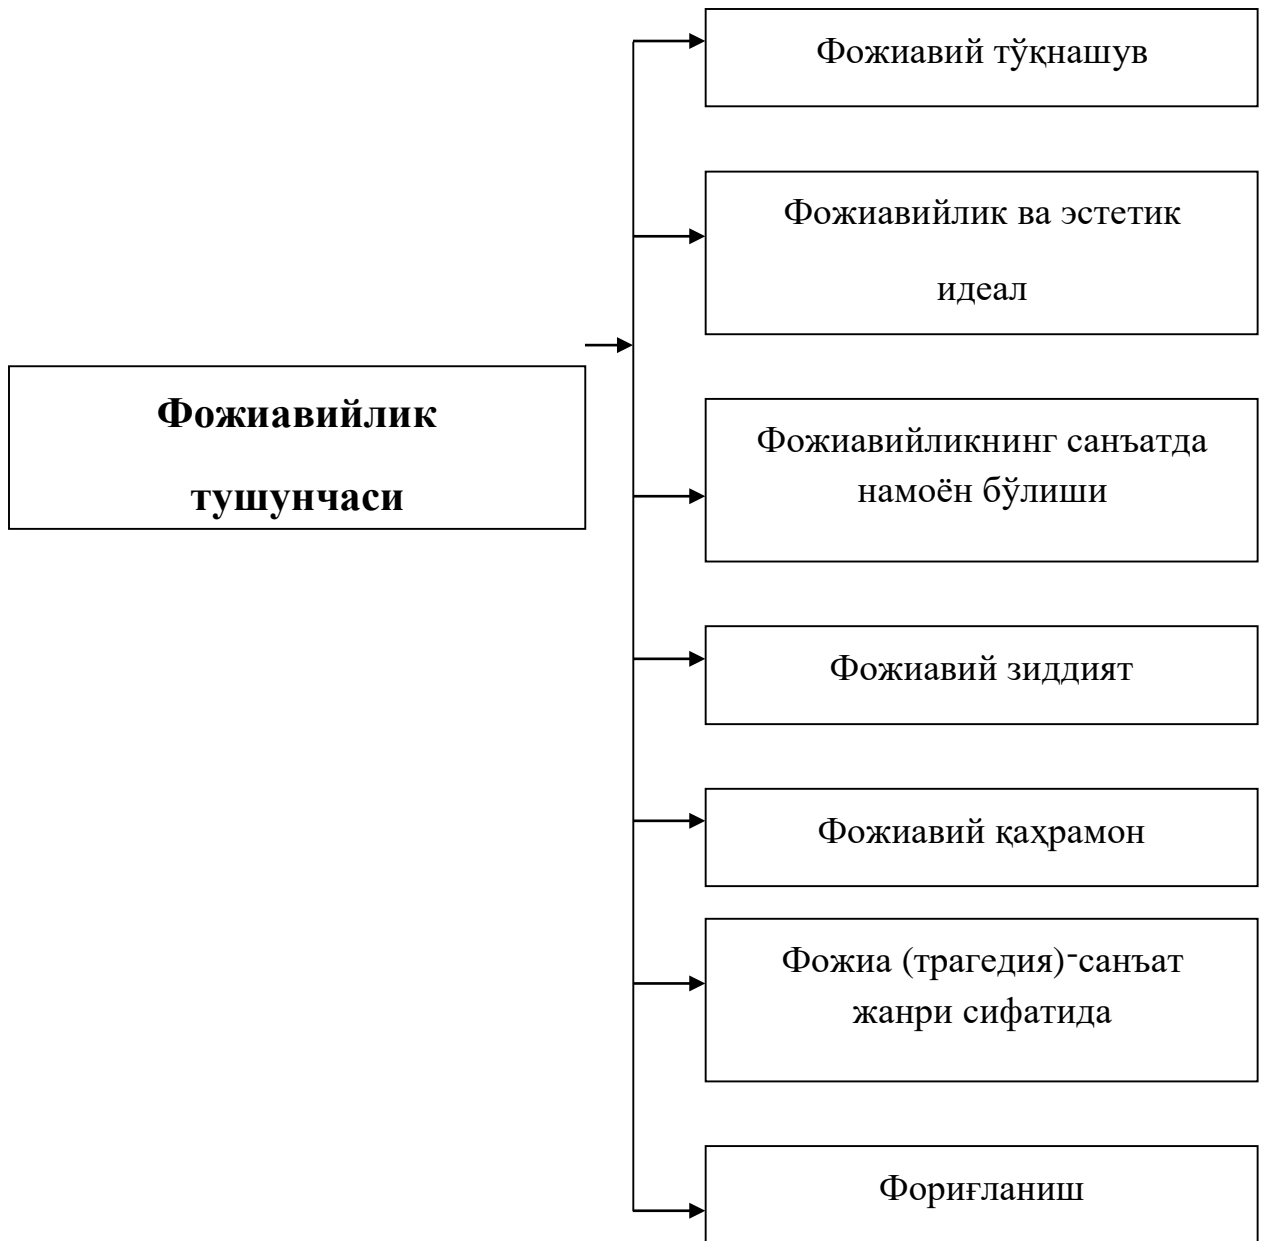 Фожиавийлик
тушунчаси
Фожиавий тўқнашув
Фожиавийлик ва эстетик
идеал
Фожиавийликнинг санъатда
намоён бўлиши
Фожиавий зиддият
Фожиавий қаҳрамон
Фожиа (трагедия)-санъат
жанри сифатида
Фориғланиш